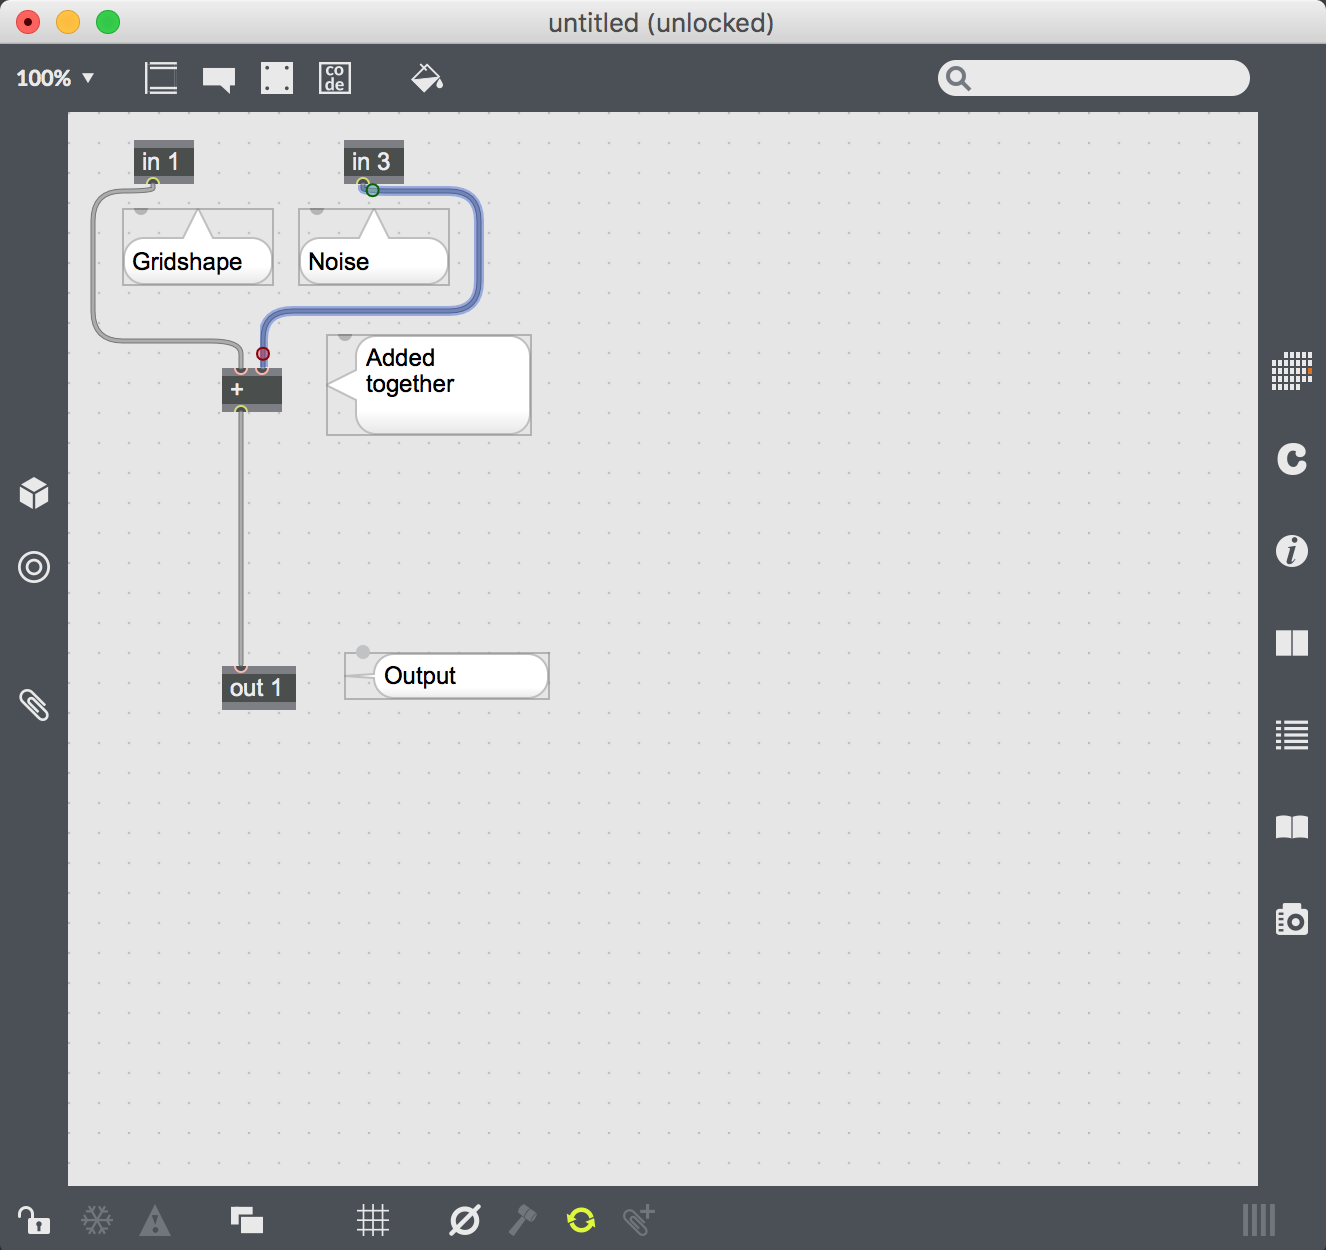 untitled (unlocked)
100%
co
de
in 1
in 3
Gridshape
Noise
Added
together
+
out 1
Output